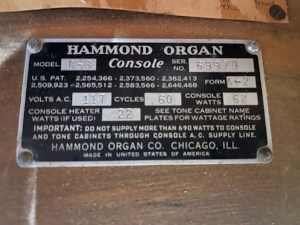 HAMMOND ORGAN
MODEL Console SER. NO.
U.S. PAT. 2,254,366 - 2,373,560 - 2,382,413 FORM
2,509,923 - 2,565,512 - 2,583,566 - 2,646,468
VOLTS A.C. 117 CYCLES 60 CONSOLE WATTS 62
CONSOLE HEATER WATTS (IF USED) 22 SEE TONE CABINET NAME PLATES FOR WATTAGE RATINGS
IMPORTANT: DO NOT SUPPLY MORE THAN 690 WATTS TO CONSOLE
AND TONE CABINETS THROUGH CONSOLE A.C. SUPPLY LINE.
HAMMOND ORGAN CO. CHICAGO, ILL.
MADE IN UNITED STATES OF AMERICA